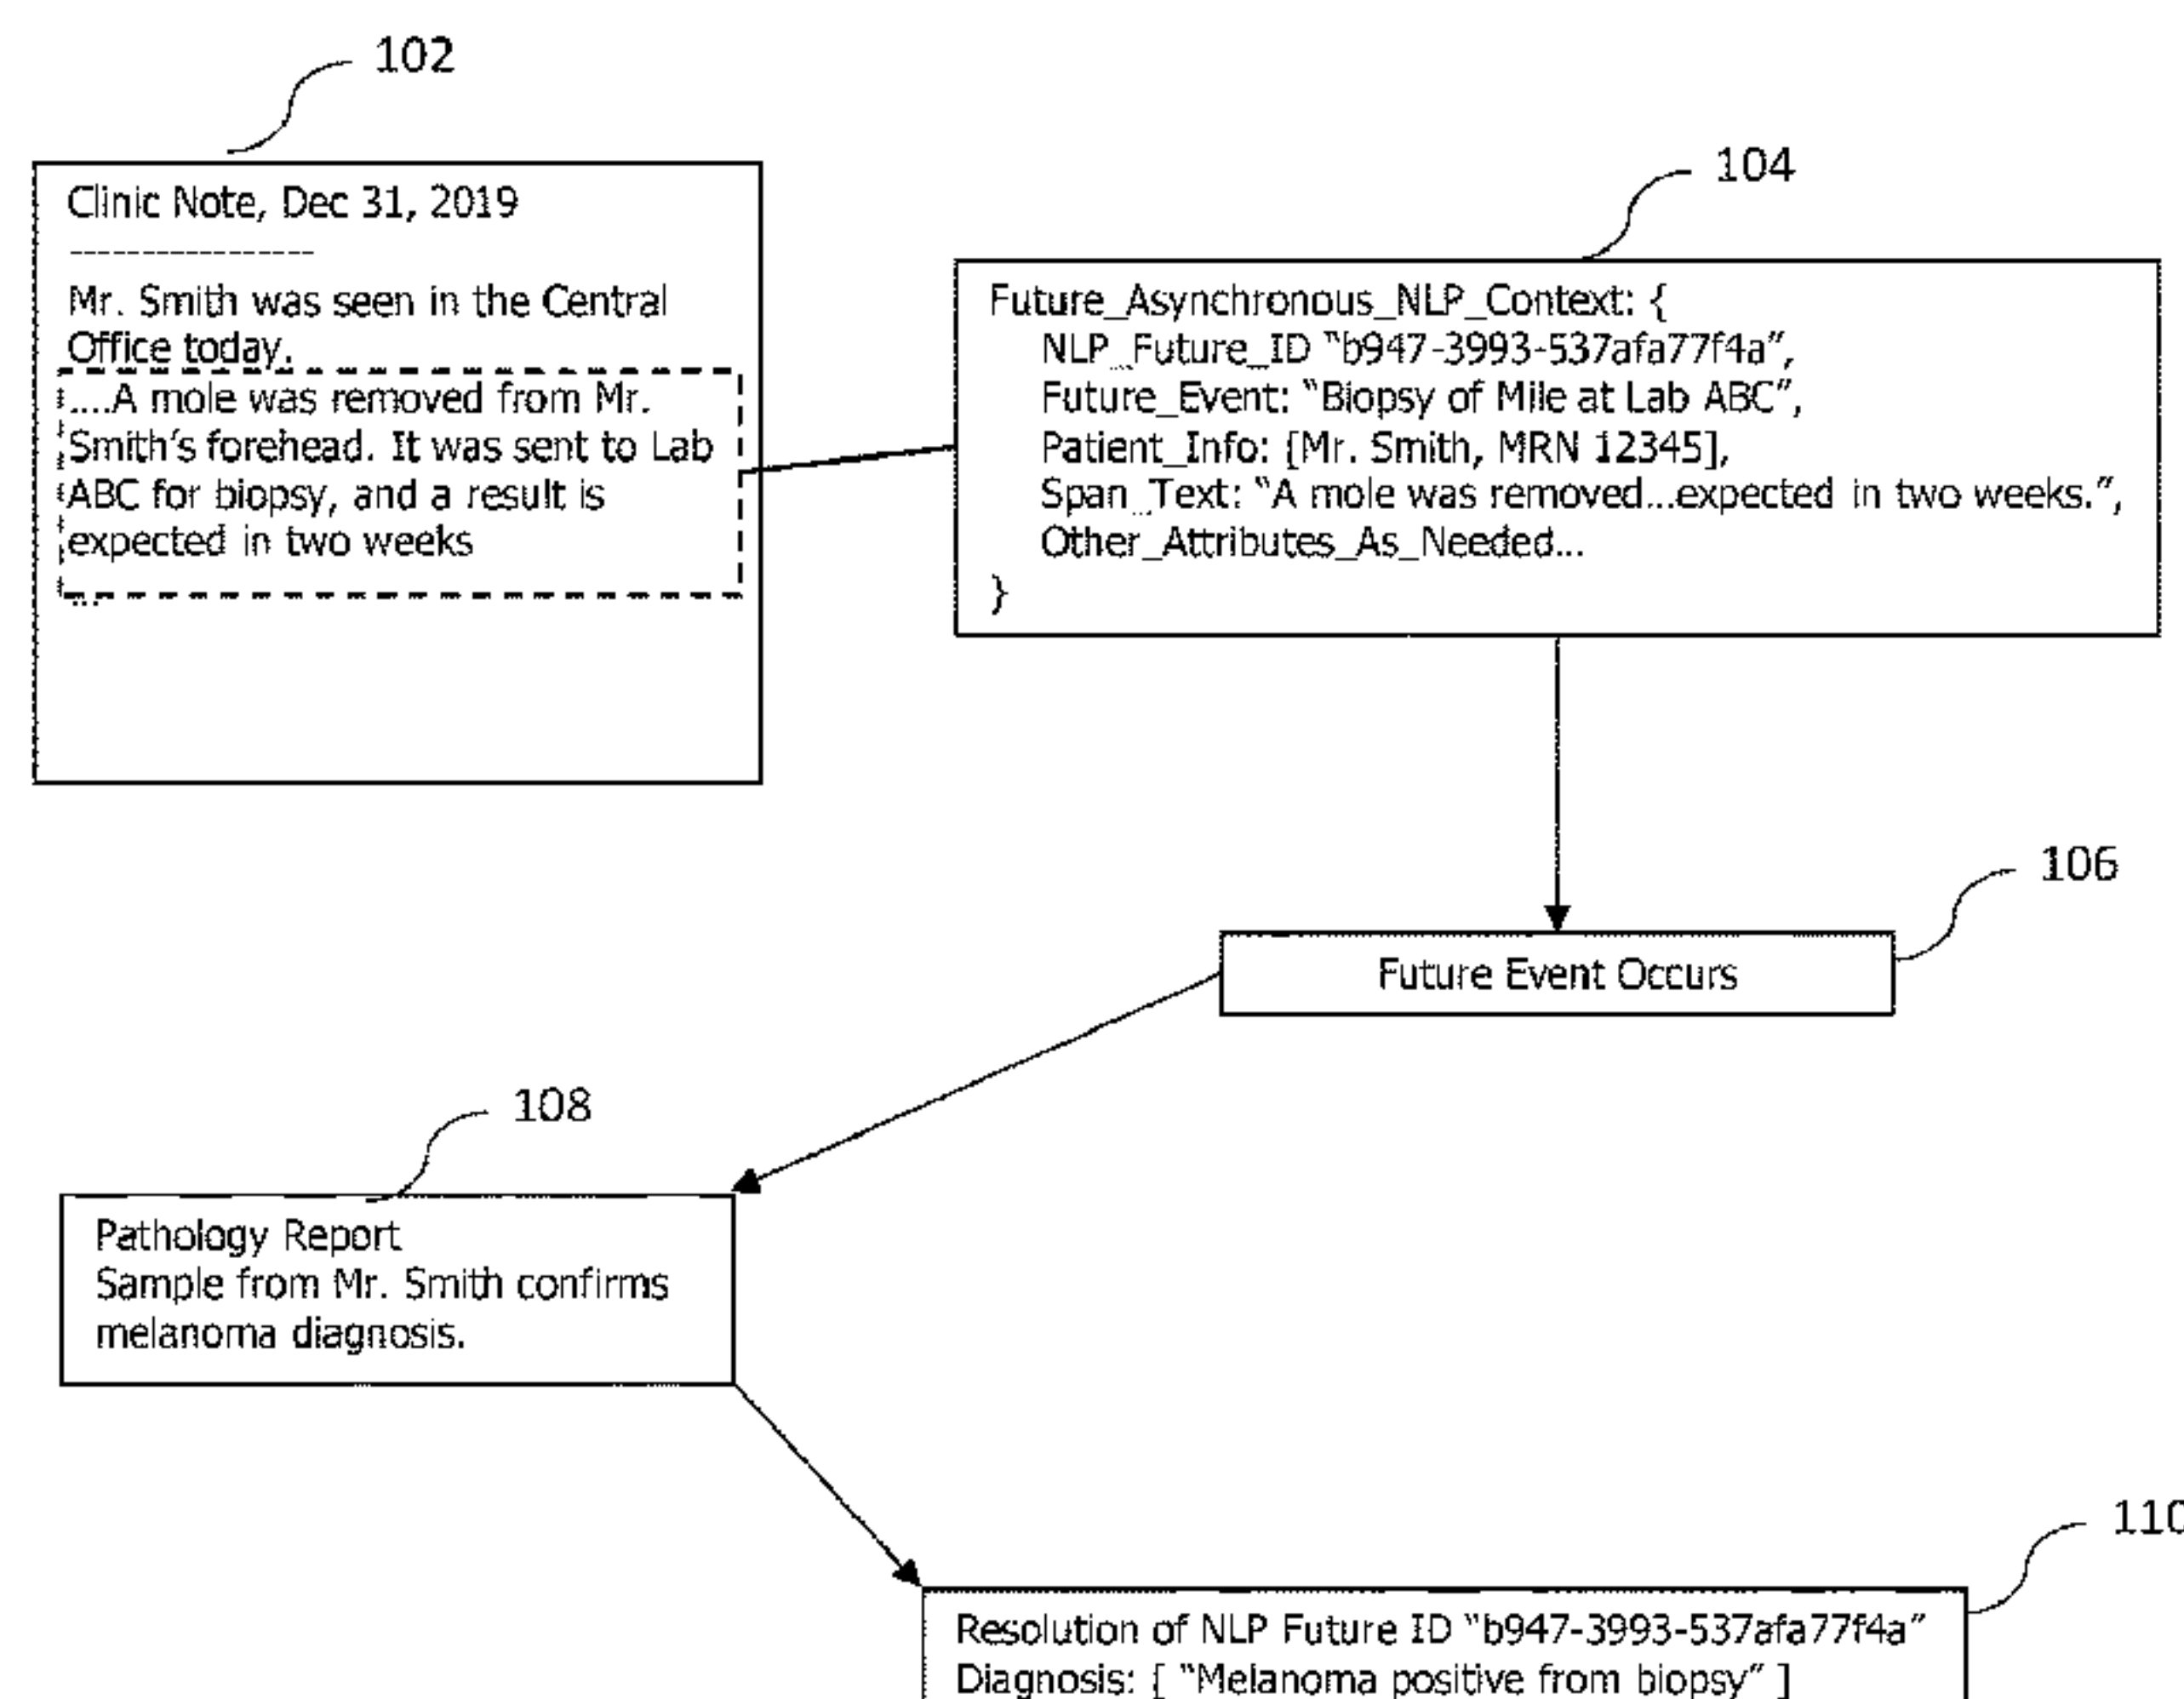 102
Clinic Note, Dec 31, 2019
-----------------
Mr. Smith was seen in the Central
Office today.
....A mole was removed from Mr.
Smith's forehead. It was sent to Lab
ABC for biopsy, and a result is
expected in two weeks
...
104
Future_Asynchronous_NLP_Context: {
NLP_Future_ID “b947-3993-537afa77f4a”,
Future_Event: “Biopsy of Mile at Lab ABC”,
Patient_Info: [Mr. Smith, MRN 12345],
Span_Text: “A mole was removed...expected in two weeks.”,
Other_Attributes_As_Needed...
}
106
Future Event Occurs
108
Pathology Report
Sample from Mr. Smith confirms
melanoma diagnosis.
110
Resolution of NLP Future ID “b947-3993-537afa77f4a”
Diagnosis: [ “Melanoma positive from biopsy” ]